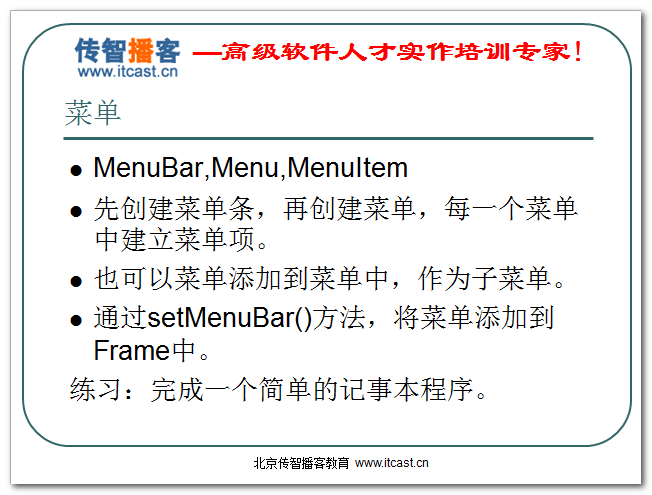 传智播客 —高级软件人才实作培训专家!
www.itcast.cn
菜单
● MenuBar,Menu,MenuItem
● 先创建菜单条，再创建菜单，每一个菜单
中建立菜单项。
● 也可以菜单添加到菜单中，作为子菜单。
● 通过setMenuBar()方法，将菜单添加到
Frame中。
练习：完成一个简单的记事本程序。
北京传智播客教育 www.itcast.cn